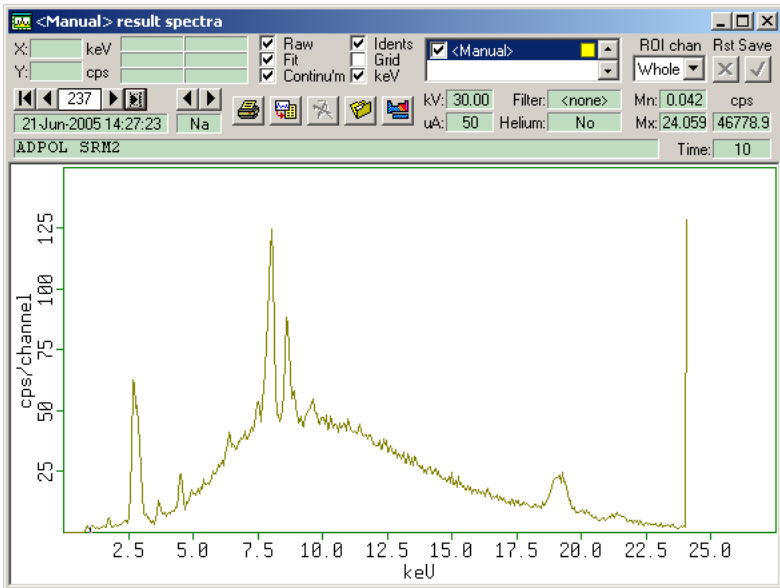 <Manual> result spectra
X: keV Raw Idents <Manual> ROI chan Rst Save
Y: cps Fit Grid Whole
Continu'm keV
237 kV: 30.00 Filter: <none> Mn: 0.042 cps
21-Jun-2005 14:27:23 Na uA: 50 Helium: No Mx: 24.059 46778.9
ADPOL SRM2 Time: 10
cps/channel
125
100
75
50
25
2.5 5.0 7.5 10.0 12.5 15.0 17.5 20.0 22.5 25.0
keV